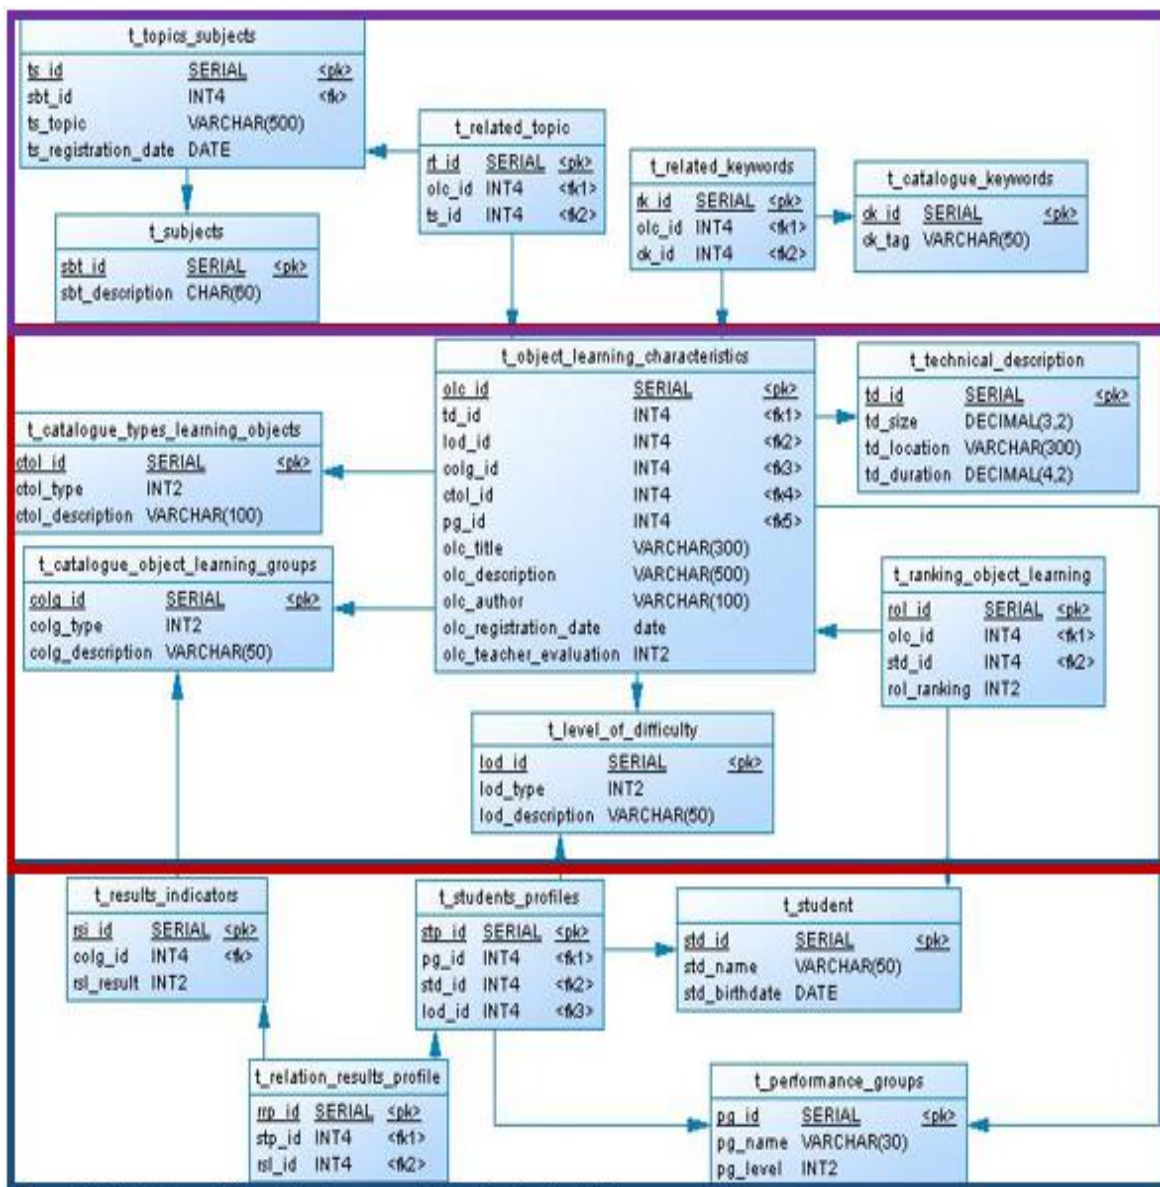 t_topics_subjects
ts_id SERIAL <pk>
sbt_id INT4 <fk>
ts_topic VARCHAR(500)
ts_registration_date DATE
t_related_topic
rt_id SERIAL <pk>
olc_id INT4 <fk1>
ts_id INT4 <fk2>
t_related_keywords
rk_id SERIAL <pk>
olc_id INT4 <fk1>
ck_id INT4 <fk2>
t_catalogue_keywords
ck_id SERIAL <pk>
ck_tag VARCHAR(50)
t_subjects
sbt_id SERIAL <pk>
sbt_description CHAR(60)
t_object_learning_characteristics
olc_id SERIAL <pk>
td_id INT4 <fk1>
lod_id INT4 <fk2>
colg_id INT4 <fk3>
ctol_id INT4 <fk4>
pg_id INT4 <fk5>
olc_title VARCHAR(300)
olc_description VARCHAR(500)
olc_author VARCHAR(100)
olc_registration_date date
olc_teacher_evaluation INT2
t_technical_description
td_id SERIAL <pk>
td_size DECIMAL(3,2)
td_location VARCHAR(300)
td_duration DECIMAL(4,2)
t_catalogue_types_learning_objects
ctol_id SERIAL <pk>
ctol_type INT2
ctol_description VARCHAR(100)
t_catalogue_object_learning_groups
colg_id SERIAL <pk>
colg_type INT2
colg_description VARCHAR(50)
t_ranking_object_learning
rol_id SERIAL <pk>
olc_id INT4 <fk1>
std_id INT4 <fk2>
rol_ranking INT2
t_level_of_difficulty
lod_id SERIAL <pk>
lod_type INT2
lod_description VARCHAR(50)
t_results_indicators
rsi_id SERIAL <pk>
colg_id INT4 <fk>
rsl_result INT2
t_students_profiles
stp_id SERIAL <pk>
pg_id INT4 <fk1>
std_id INT4 <fk2>
lod_id INT4 <fk3>
t_student
std_id SERIAL <pk>
std_name VARCHAR(50)
std_birthdate DATE
t_relation_results_profile
rrp_id SERIAL <pk>
stp_id INT4 <fk1>
rsl_id INT4 <fk2>
t_performance_groups
pg_id SERIAL <pk>
pg_name VARCHAR(30)
pg_level INT2